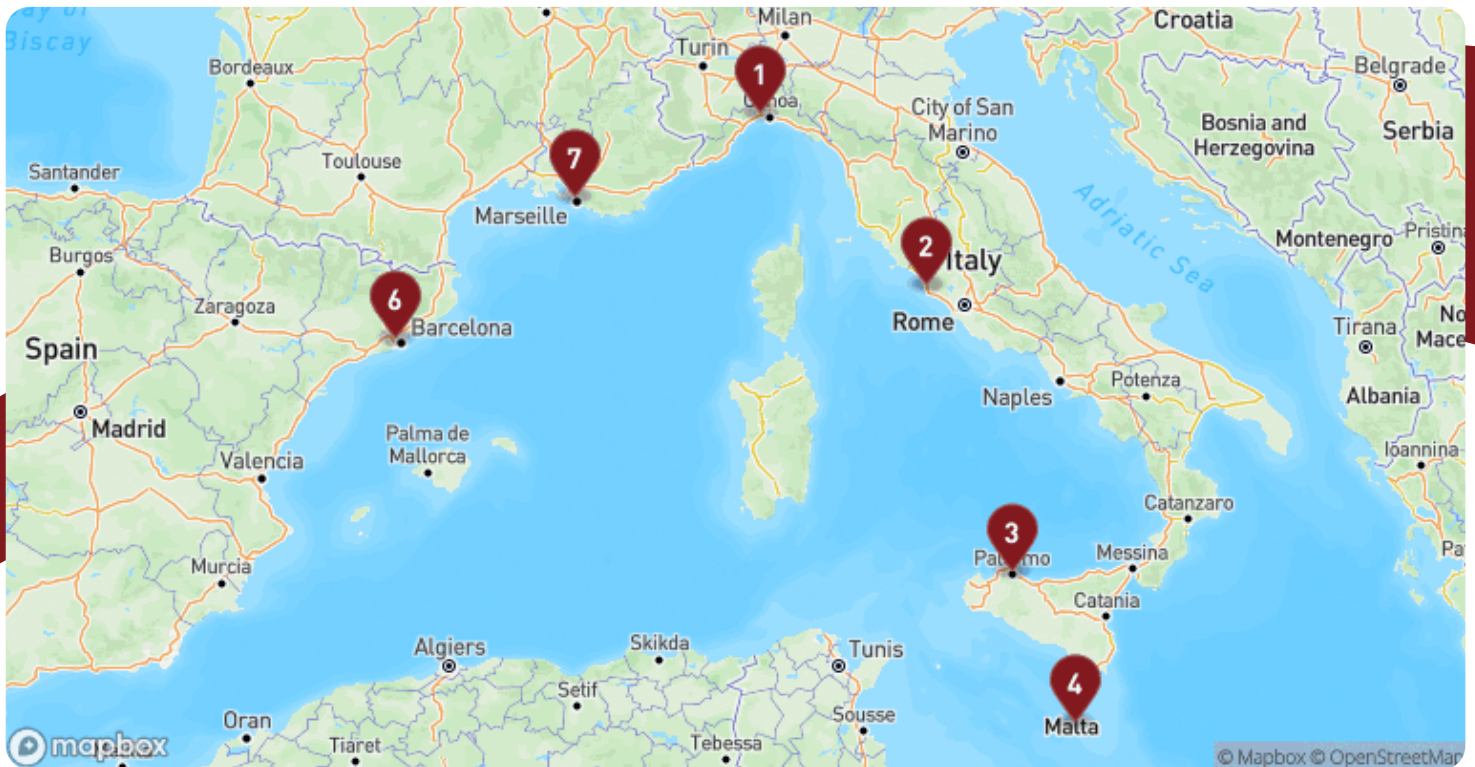 ay of
Biscay
Milan
Croatia
Turin
Bordeaux
1
Belgrade
City of San
Marino
Bosnia and
Herzegovina
Serbia
7
Toulouse
Santander
Marseille
Adriatic Sea
Montenegro
Pristina
Burgos
2
Italy
6
Zaragoza
Barcelona
Rome
Tirana
No
Mace
Spain
Naples
Potenza
Albania
Madrid
Palma de
Mallorca
Valencia
Ioannina
Catanzaro
3
Messina
Pa
Murcia
Catania
Algiers
Skikda
Tunis
4
Setif
Malta
Oran
Sousse
Tiaret
Tebessa
mapbox
© Mapbox © OpenStreetMap